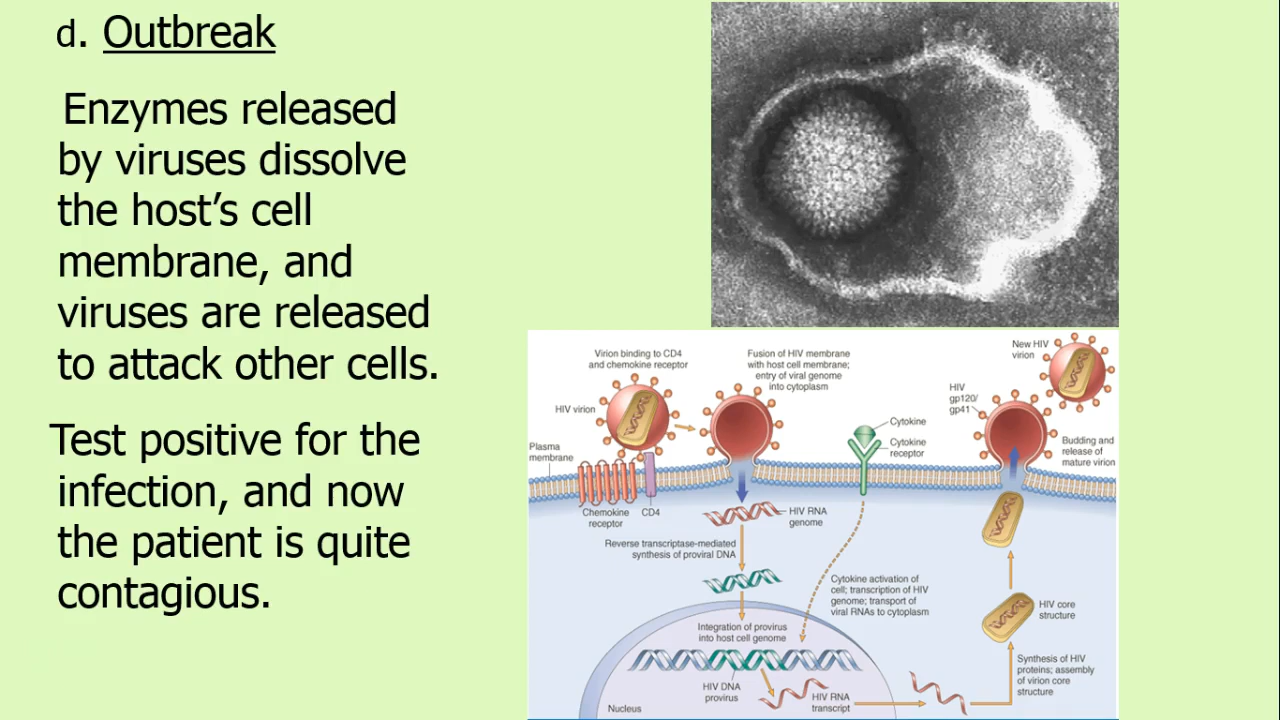 d. Outbreak
Enzymes released
by viruses dissolve
the host’s cell
membrane, and
viruses are released
to attack other cells.
Test positive for the
infection, and now
the patient is quite
contagious.
Virion binding to CD4
and chemokine receptor
Fusion of HIV membrane
with host cell membrane;
entry of viral genome
into cytoplasm
New HIV
virion
HIV virion
HIV
gp120/
gp41
Cytokine
Cytokine
receptor
Plasma
membrane
Budding and
release of
mature virion
Chemokine
receptor
CD4
HIV RNA
genome
Reverse transcriptase-mediated
synthesis of proviral DNA
Cytokine activation of
cell; transcription of HIV
genome; transport of
viral RNAs to cytoplasm
HIV core
structure
Integration of provirus
into host cell genome
Synthesis of HIV
proteins; assembly
of virion core
structure
HIV DNA
provirus
HIV RNA
transcript
Nucleus